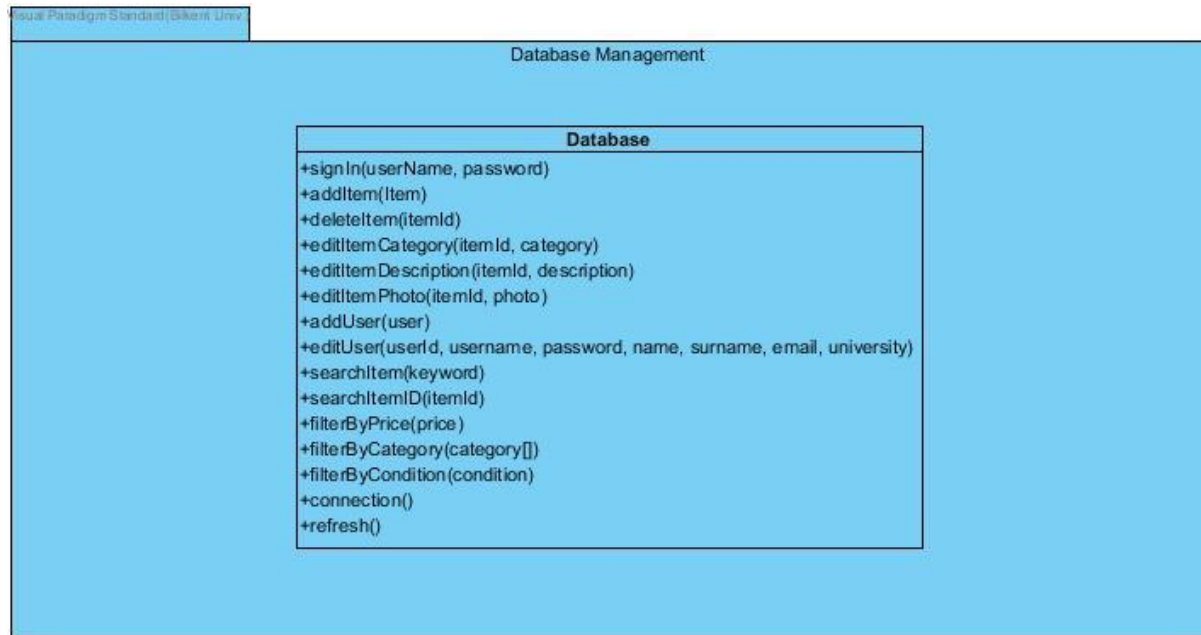 Visual Paradigm Standard(Bilkent Univ.)
Database Management
Database
+signIn(userName, password)
+addItem(Item)
+deleteItem(itemId)
+editItemCategory(itemId, category)
+editItemDescription(itemId, description)
+editItemPhoto(itemId, photo)
+addUser(user)
+editUser(userId, username, password, name, surname, email, university)
+searchItem(keyword)
+searchItemID(itemId)
+filterByPrice(price)
+filterByCategory(category[])
+filterByCondition(condition)
+connection()
+refresh()